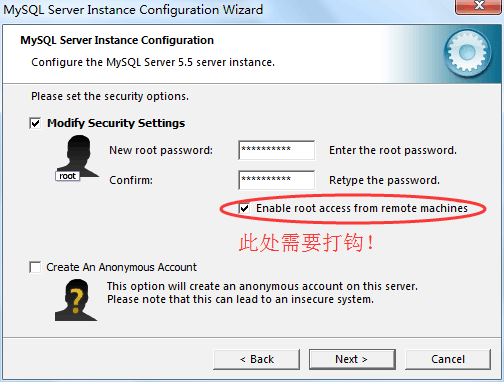 MySQL Server Instance Configuration Wizard
MySQL Server Instance Configuration
Configure the MySQL Server 5.5 server instance.
Please set the security options.
Modify Security Settings
root
New root password:
**********
Enter the root password.
Confirm:
**********
Retype the password.
Enable root access from remote machines
此处需要打钩！
Create An Anonymous Account
?
This option will create an anonymous account on this server.
Please note that this can lead to an insecure system.
< Back
Next >
Cancel